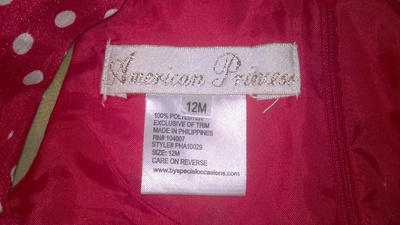 American Princess
12M
100% POLYESTER
EXCLUSIVE OF TRIM
MADE IN PHILIPPINES
RN# 104007
STYLE# PHA10029
SIZE: 12M
CARE ON REVERSE
www.byspecialoccasions.com